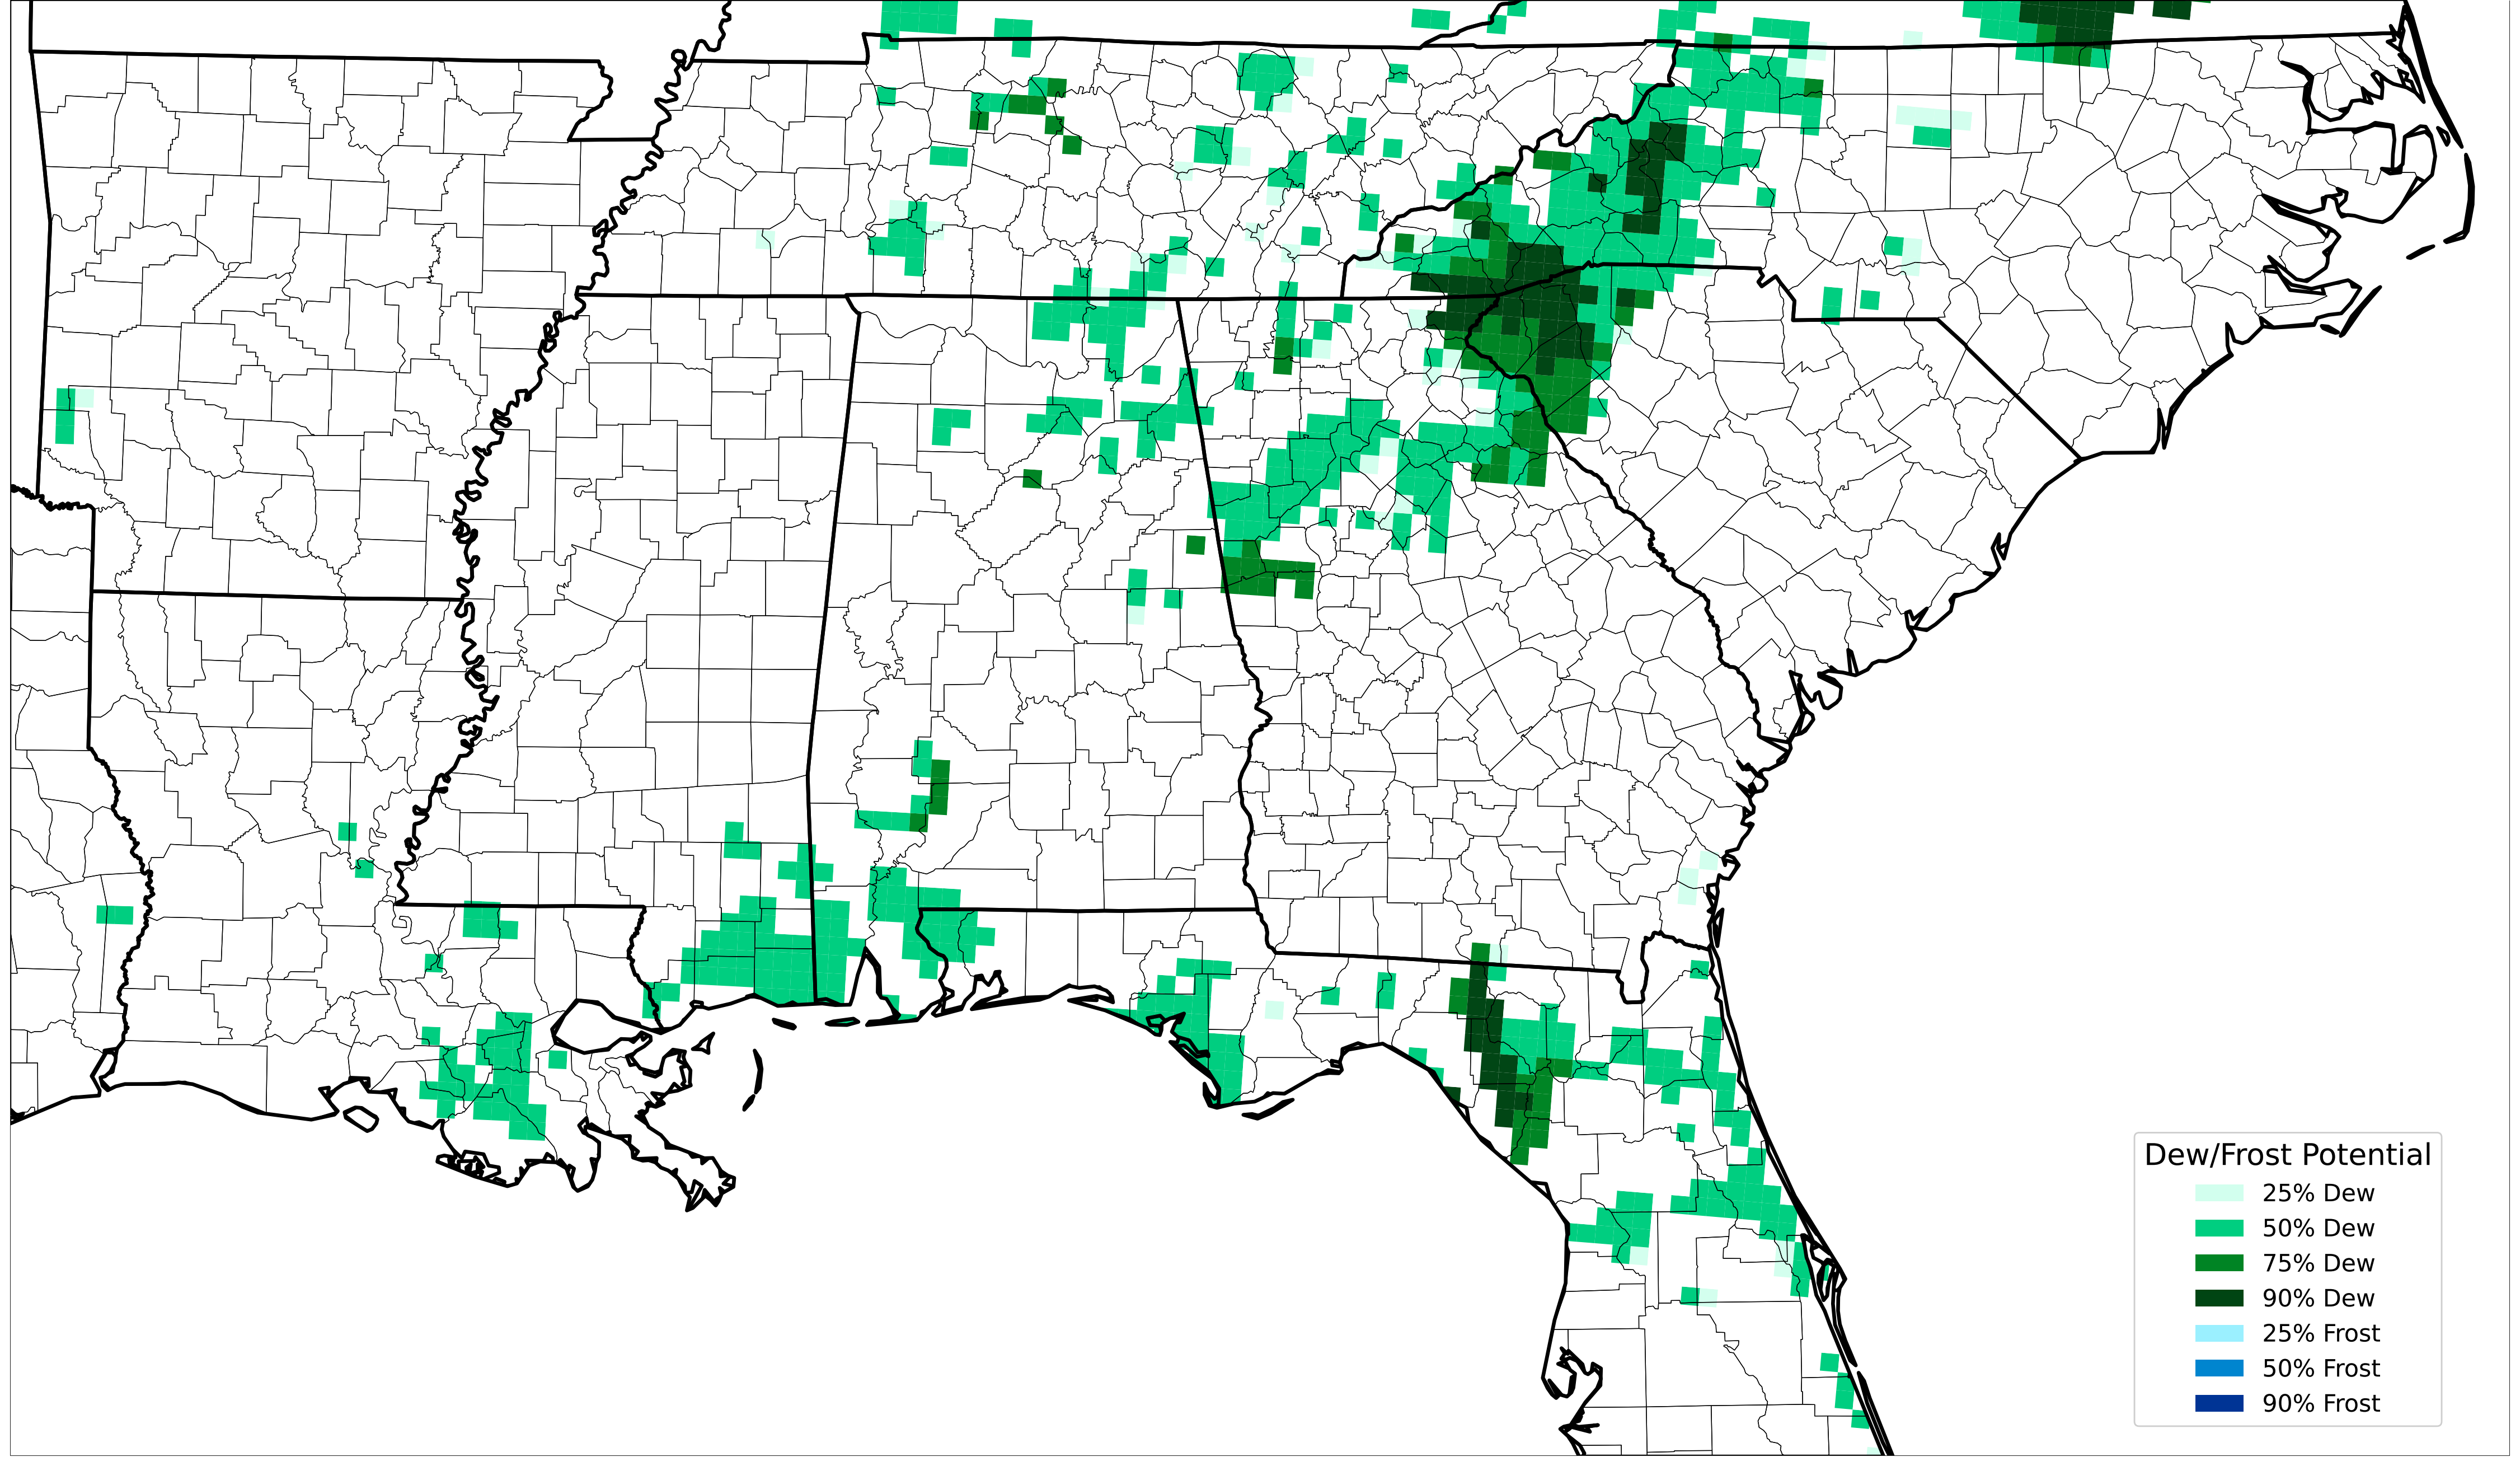 Dew/Frost Potential
25% Dew
50% Dew
75% Dew
90% Dew
25% Frost
50% Frost
90% Frost